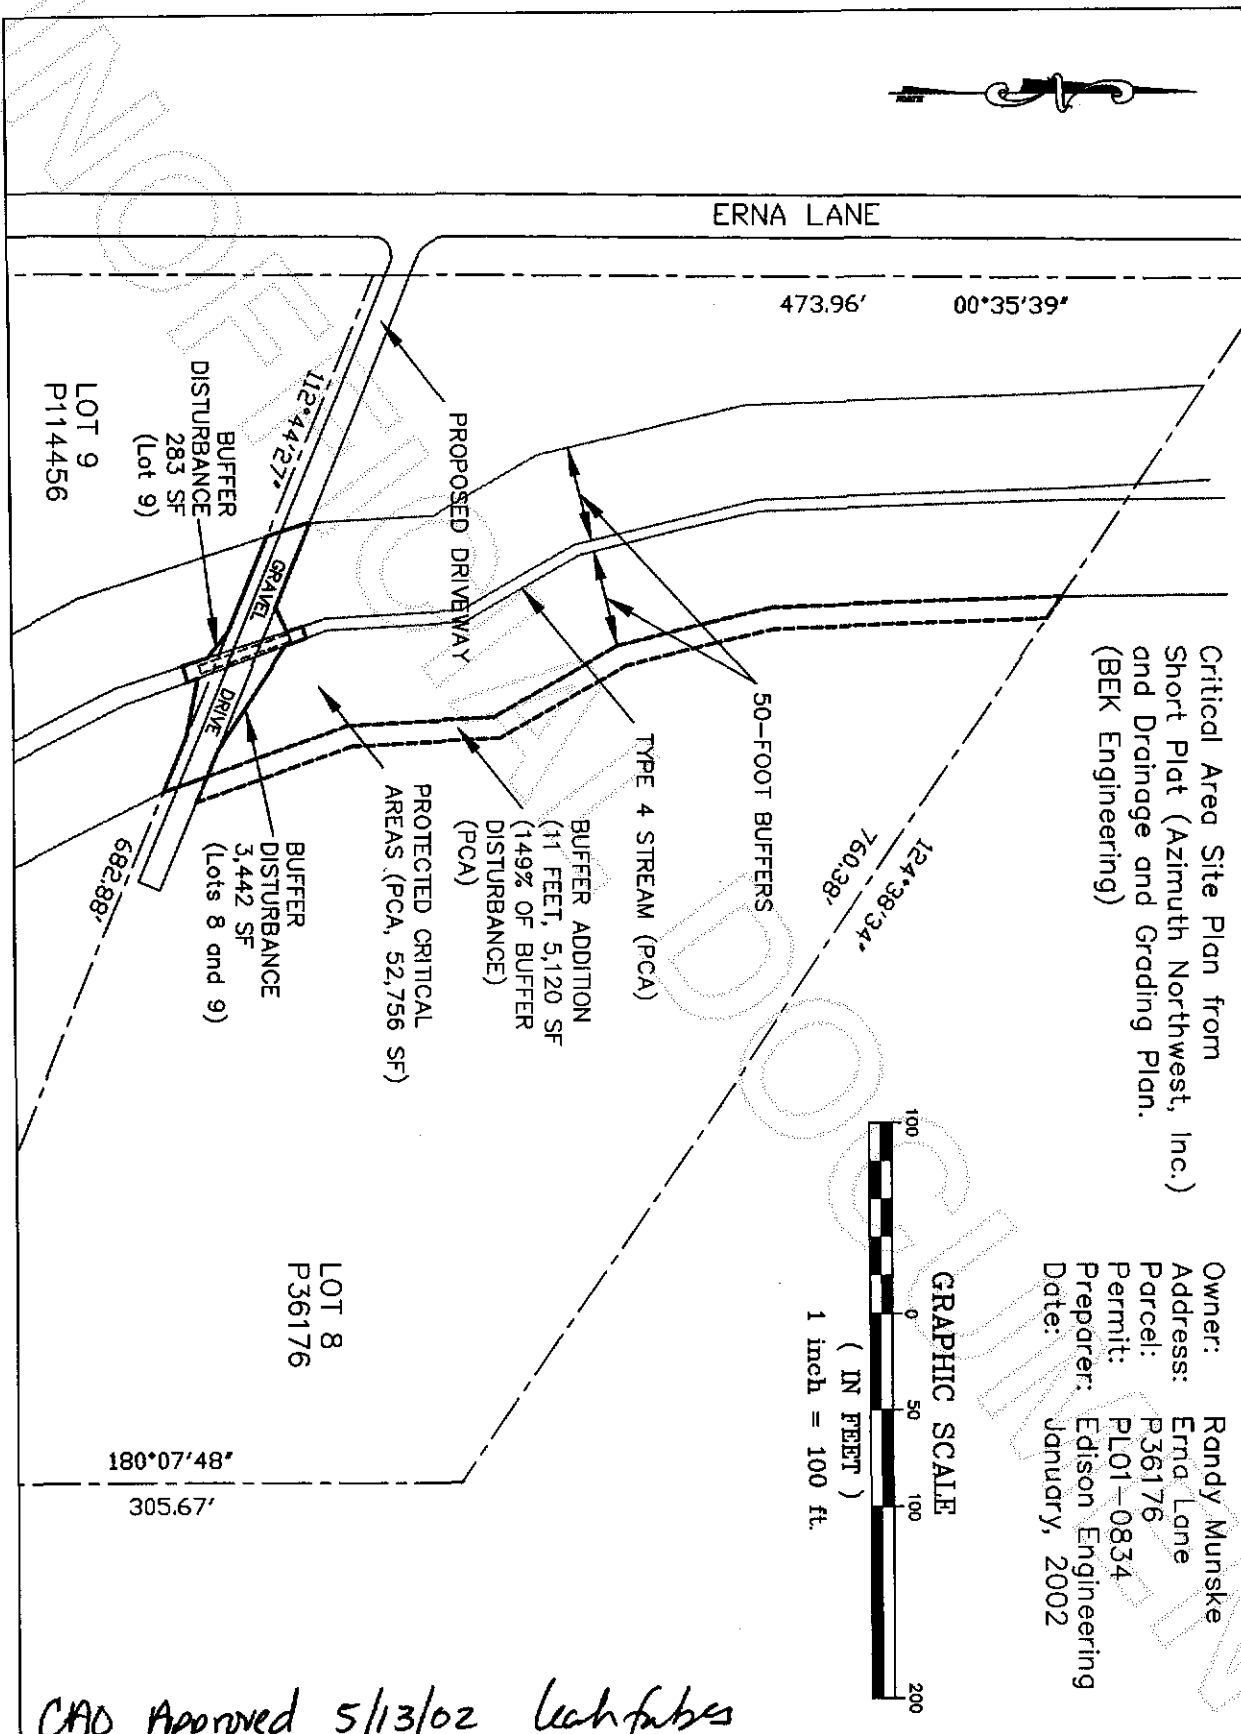 Critical Area Site Plan from
Short Plat (Azimuth Northwest, Inc.)
and Drainage and Grading Plan.
(BEK Engineering)
Owner: Randy Munske
Address: Erna Lane
Parcel: P36176
Permit: PL01-0834
Preparer: Edison Engineering
Date: January, 2002
ERNA LANE
473.96' 00°35'39"
124°38'34"
760.38'
50-FOOT BUFFERS
TYPE 4 STREAM (PCA)
PROPOSED DRIVEWAY
BUFFER ADDITION
(11 FEET, 5,120 SF
(149% OF BUFFER
DISTURBANCE)
(PCA)
PROTECTED CRITICAL
AREAS (PCA, 52,756 SF)
BUFFER
DISTURBANCE
3,442 SF
(Lots 8 and 9)
112°44'27"
GRAVEL
DRIVE
BUFFER
DISTURBANCE
283 SF
(Lot 9)
LOT 9
P114456
682.88'
LOT 8
P36176
180°07'48"
305.67'
GRAPHIC SCALE
100 0 50 100 200
( IN FEET )
1 inch = 100 ft.
UNOFFICIAL DOCUMEN
CAO Approved 5/13/02